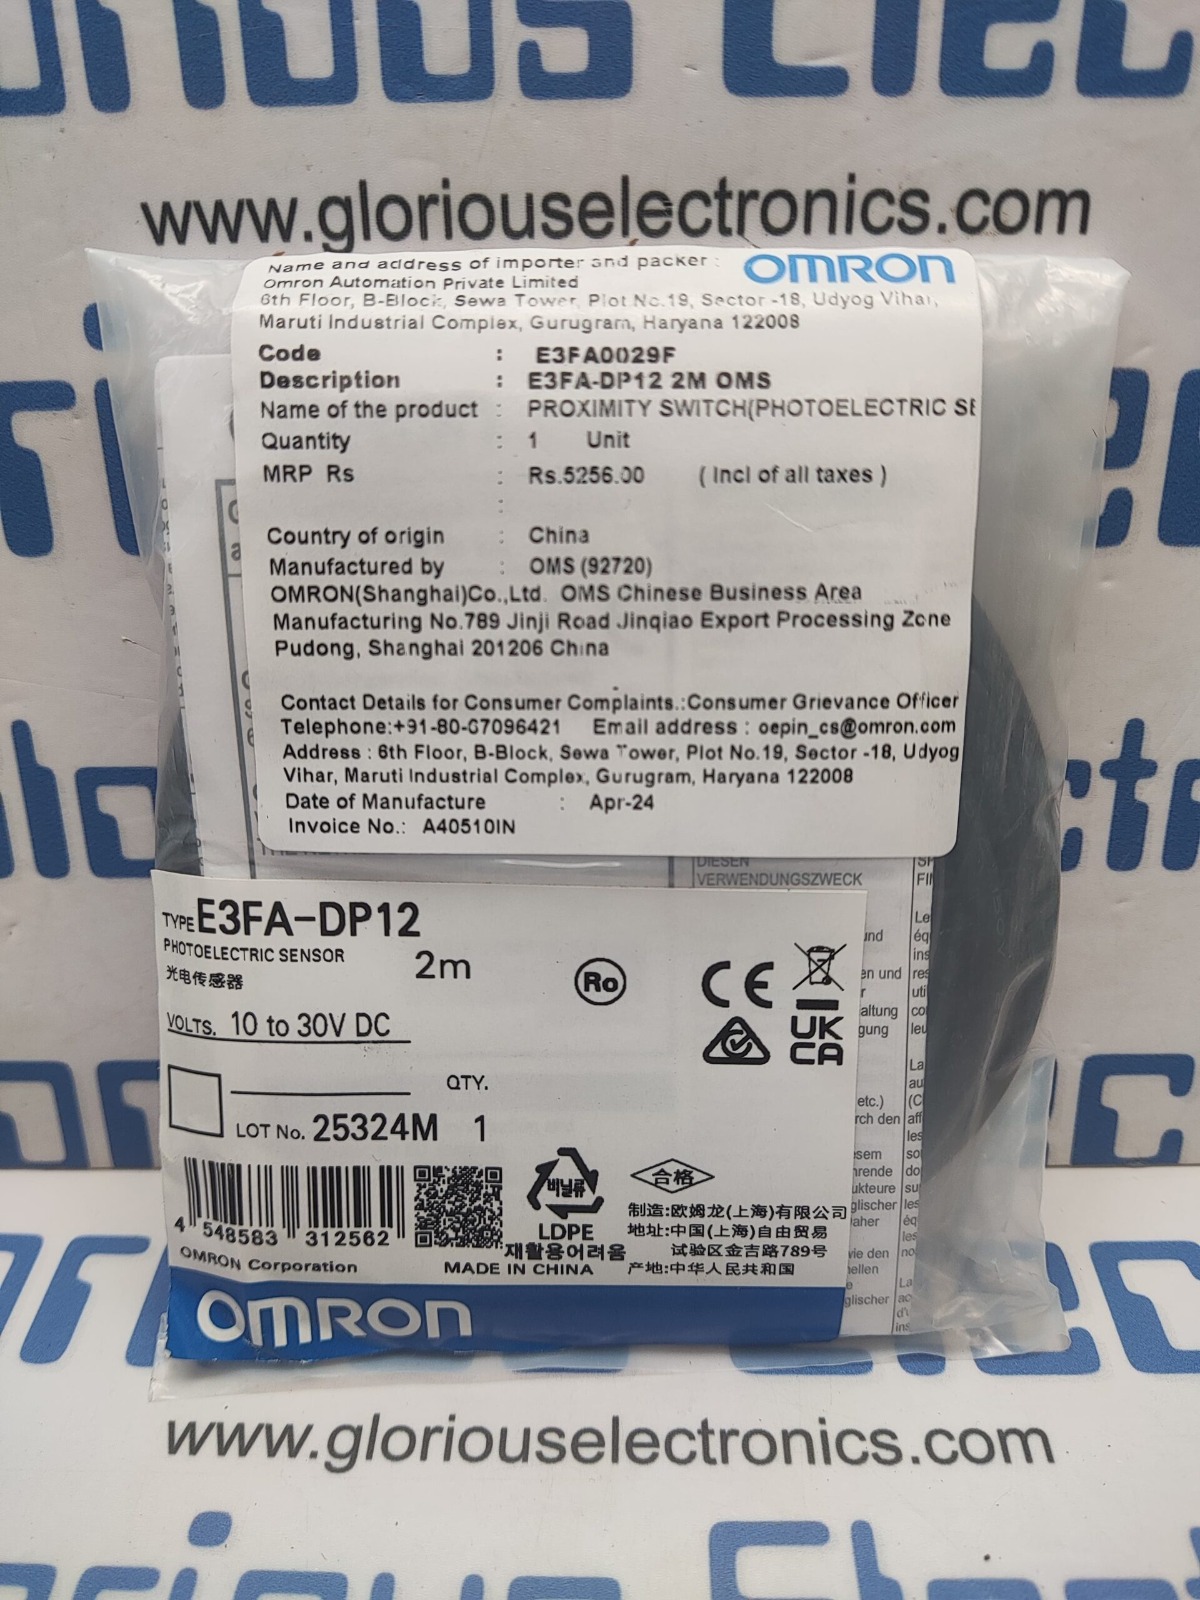 www.gloriouselectronics.com
Name and address of importer and packer :
OMRON
Omron Automation Private Limited
6th Floor, B-Block, Sewa Tower, Plot No.19, Sector -18, Udyog Vihar,
Maruti Industrial Complex, Gurugram, Haryana 122008
Code : E3FA0029F
Description : E3FA-DP12 2M OMS
Name of the product : PROXIMITY SWITCH(PHOTOELECTRIC SE
Quantity : 1 Unit
MRP Rs : Rs.5256.00 ( Incl of all taxes )
:
Country of origin : China
Manufactured by : OMS (92720)
OMRON(Shanghai)Co.,Ltd. OMS Chinese Business Area
Manufacturing No.789 Jinji Road Jinqiao Export Processing Zone
Pudong, Shanghai 201206 China
Contact Details for Consumer Complaints.:Consumer Grievance Officer
Telephone:+91-80-67096421 Email address : oepin_cs@omron.com
Address : 6th Floor, B-Block, Sewa Tower, Plot No.19, Sector -18, Udyog
Vihar, Maruti Industrial Complex, Gurugram, Haryana 122008
Date of Manufacture : Apr-24
Invoice No.: A40510IN
DIESEN
VERWENDUNGSZWECK
TYPE E3FA-DP12
PHOTOELECTRIC SENSOR
2m
光电传感器
Ro
CE
VOLTS. 10 to 30V DC
UK
CA
QTY.
LOT No. 25324M 1
4 548583 312562
비닐류
LDPE
재활용어려움
合格
制造:欧姆龙(上海)有限公司
地址:中国(上海)自由贸易
试验区金吉路789号
产地:中华人民共和国
OMRON Corporation
MADE IN CHINA
OMRON
www.gloriouselectronics.com